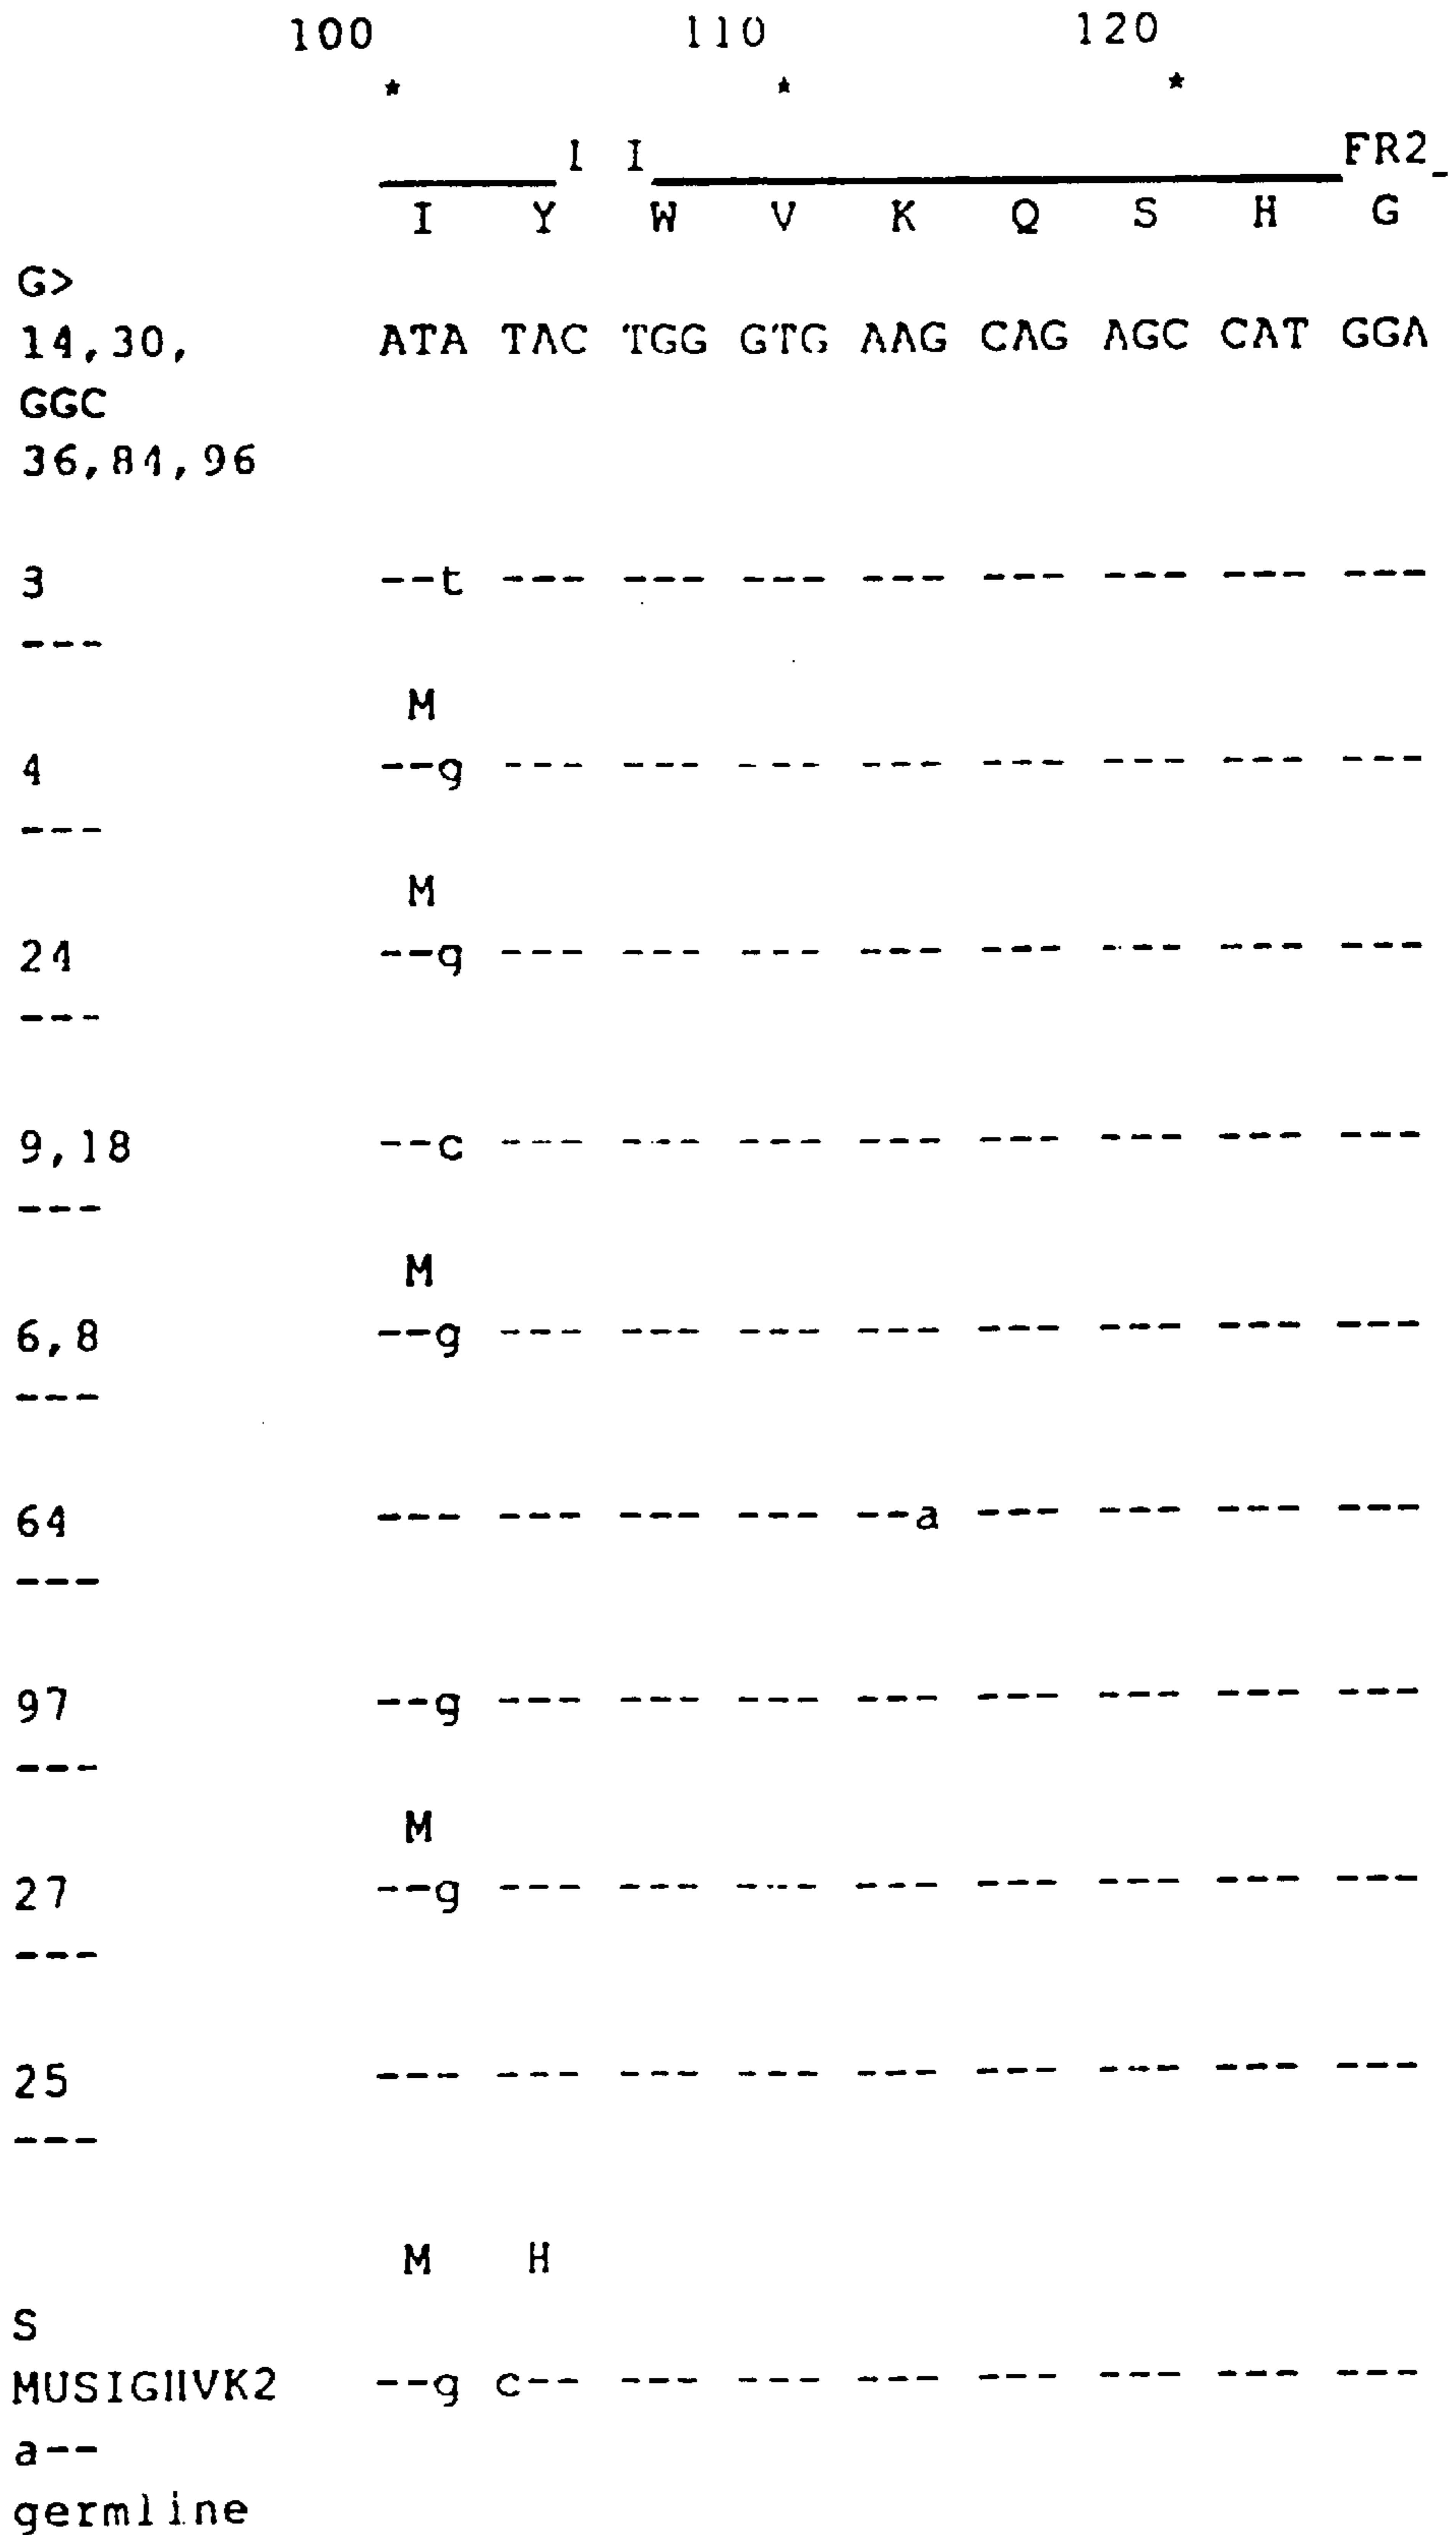 100 110 120
* * *
I I FR2_
I Y W V K Q S H G
G>
14,30, ATA TAC TGG GTG AAG CAG AGC CAT GGA
GGC
36,84,96
3 --t --- --- --- --- --- --- --- ---
---
M
4 --g --- --- --- --- --- --- --- ---
---
M
24 --g --- --- --- --- --- --- --- ---
---
9,18 --c --- --- --- --- --- --- --- ---
---
M
6,8 --g --- --- --- --- --- --- --- ---
---
64 --- --- --- --- --a --- --- --- ---
---
97 --g --- --- --- --- --- --- --- ---
---
M
27 --g --- --- --- --- --- --- --- ---
---
25 --- --- --- --- --- --- --- --- ---
---
M H
S
MUSIGHVK2 --g c-- --- --- --- --- --- --- ---
a--
germline